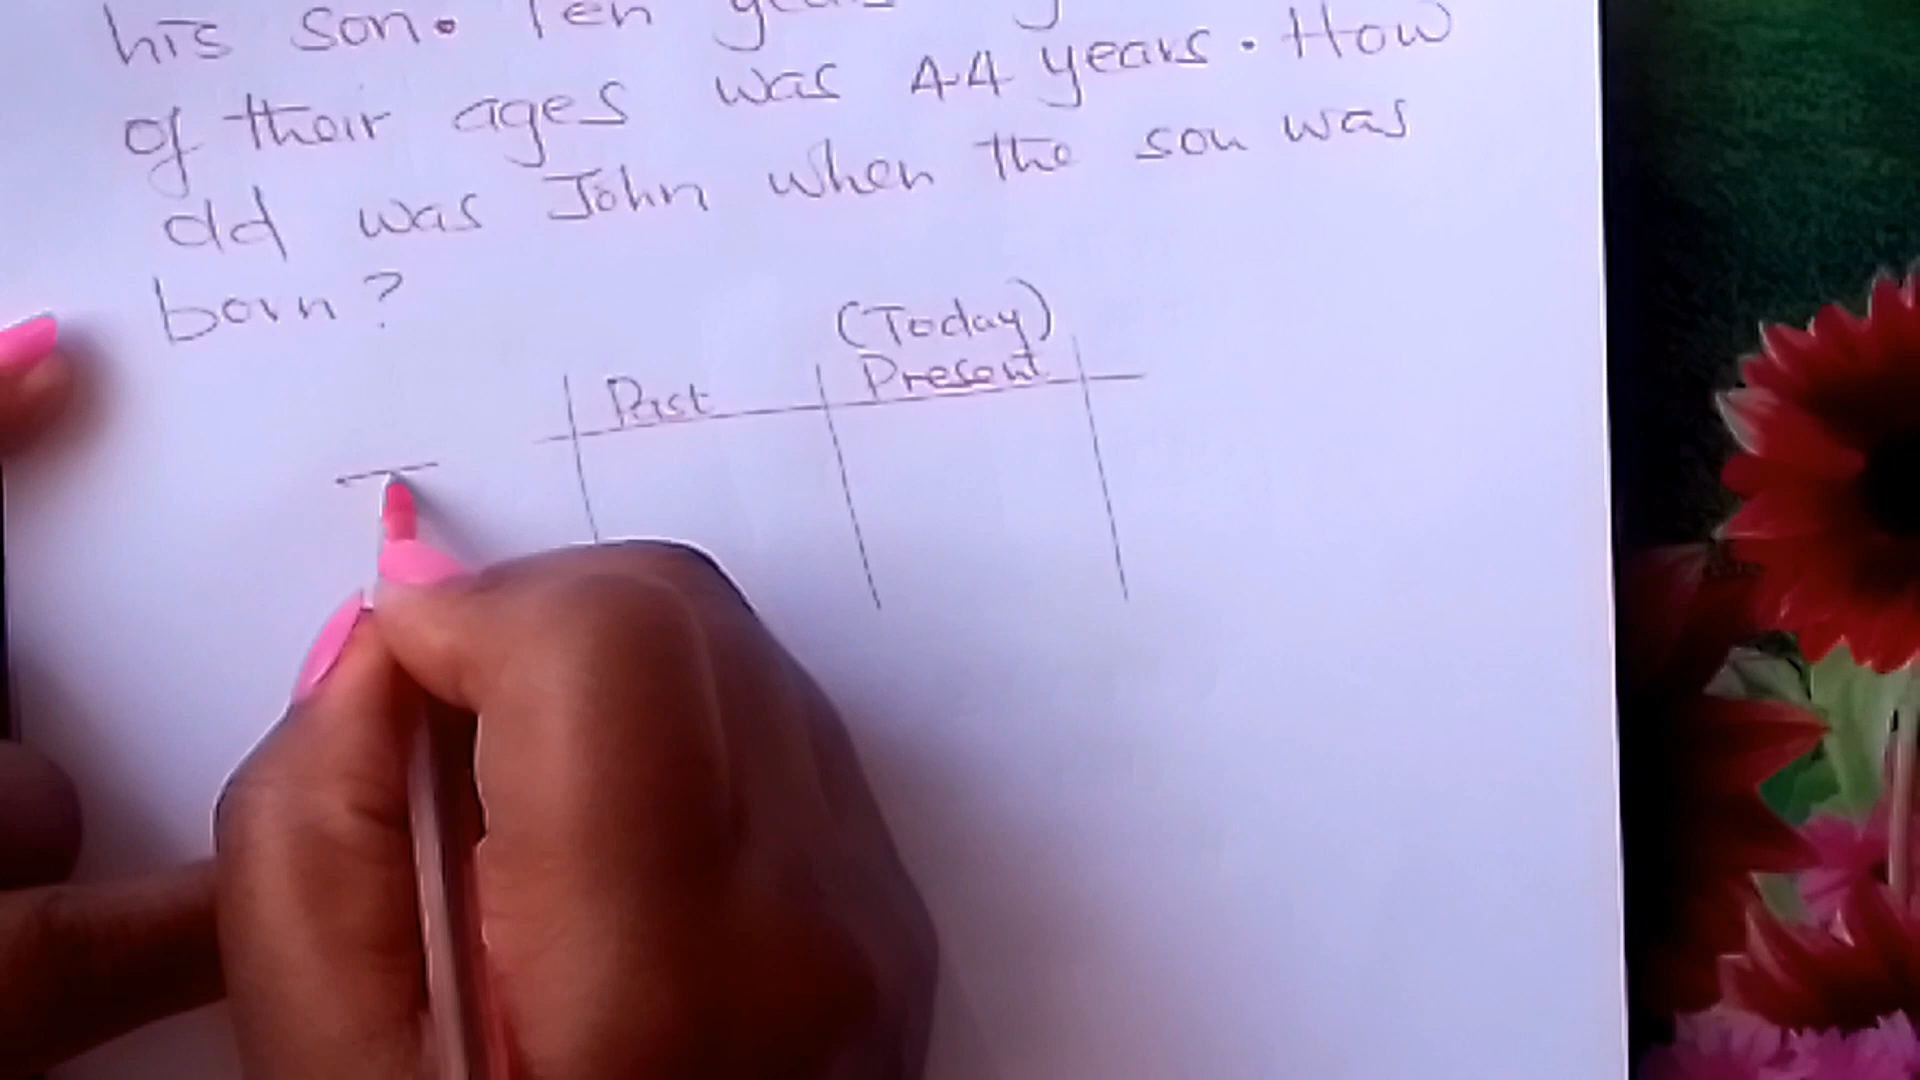 his son. Ten
of their ages was 44 years. How
old was John when the son was
born?
(Today)
Past Present